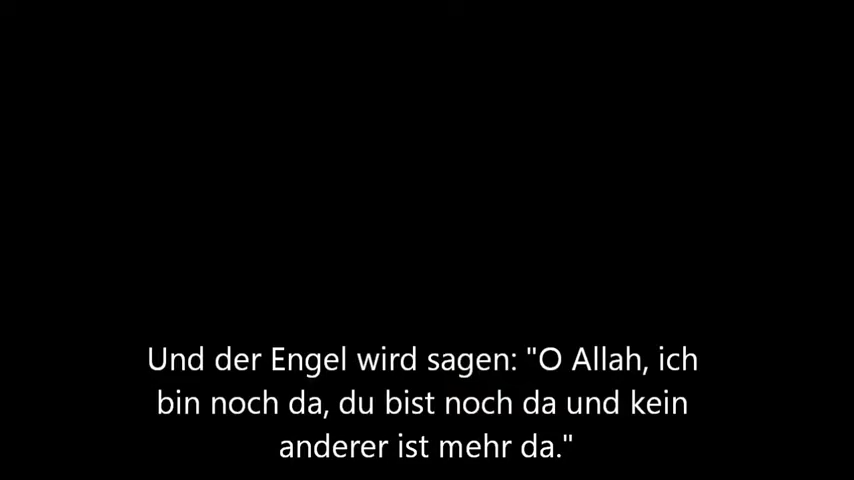 Und der Engel wird sagen: "O Allah, ich
bin noch da, du bist noch da und kein
anderer ist mehr da."